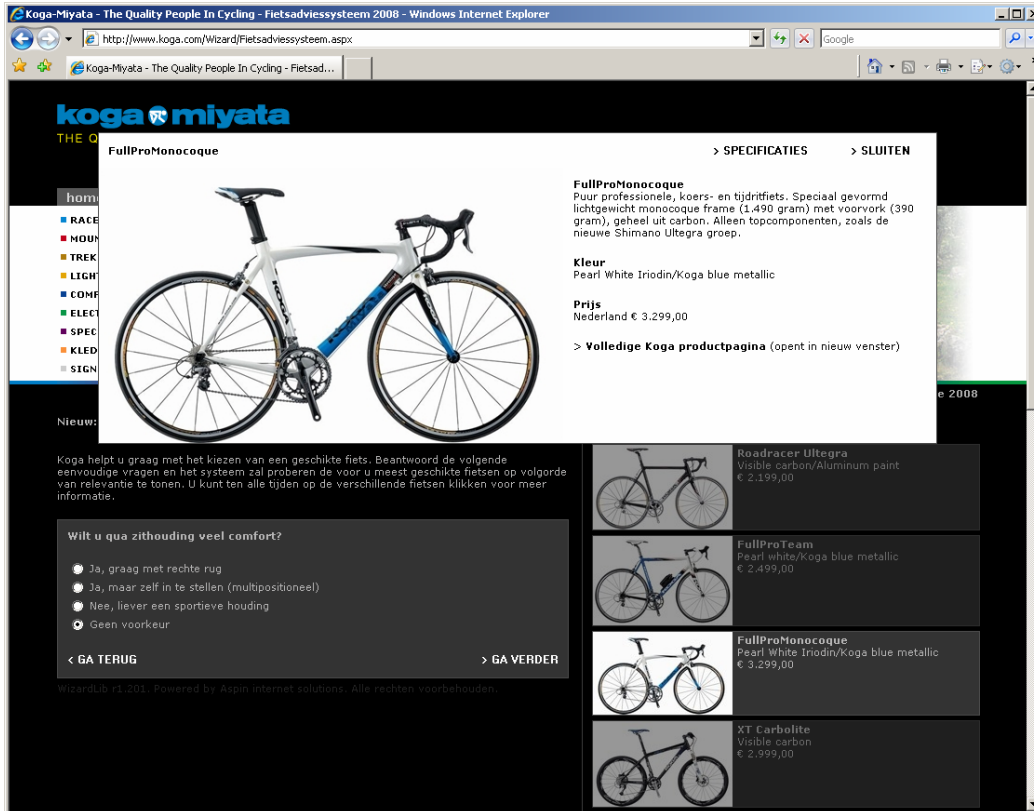 Koga-Miyata - The Quality People In Cycling - Fietsadviessysteem 2008 - Windows Internet Explorer
http://www.koga.com/Wizard/Fietsadviessysteem.aspx
Google
Koga-Miyata - The Quality People In Cycling - Fietsad...
koga miyata
THE Q
FullProMonocoque
> SPECIFICATIES
> SLUITEN
home
RACE
MOUN
TREK
LIGHT
COMF
ELECT
SPEC
KLED
SIGN
KOGA
FullProMonocoque
Puur professionele, koers- en tijdritfiets. Speciaal gevormd
lichtgewicht monocoque frame (1.490 gram) met voorvork (390
gram), geheel uit carbon. Alleen topcomponenten, zoals de
nieuwe Shimano Ultegra groep.
Kleur
Pearl White Iriodin/Koga blue metallic
Prijs
Nederland € 3.299,00
> Volledige Koga productpagina (opent in nieuw venster)
e 2008
Nieuw:
Koga helpt u graag met het kiezen van een geschikte fiets. Beantwoord de volgende
eenvoudige vragen en het systeem zal proberen de voor u meest geschikte fietsen op volgorde
van relevantie te tonen. U kunt ten alle tijden op de verschillende fietsen klikken voor meer
informatie.
Wilt u qua zithouding veel comfort?
Ja, graag met rechte rug
Ja, maar zelf in te stellen (multipositioneel)
Nee, liever een sportieve houding
Geen voorkeur
< GA TERUG
> GA VERDER
WizardLib r1.201. Powered by Aspin internet solutions. Alle rechten voorbehouden.
Roadracer Ultegra
Visible carbon/Aluminum paint
€ 2.199,00
FullProTeam
Pearl white/Koga blue metallic
€ 2.499,00
FullProMonocoque
Pearl White Iriodin/Koga blue metallic
€ 3.299,00
XT Carbolite
Visible carbon
€ 2.999,00